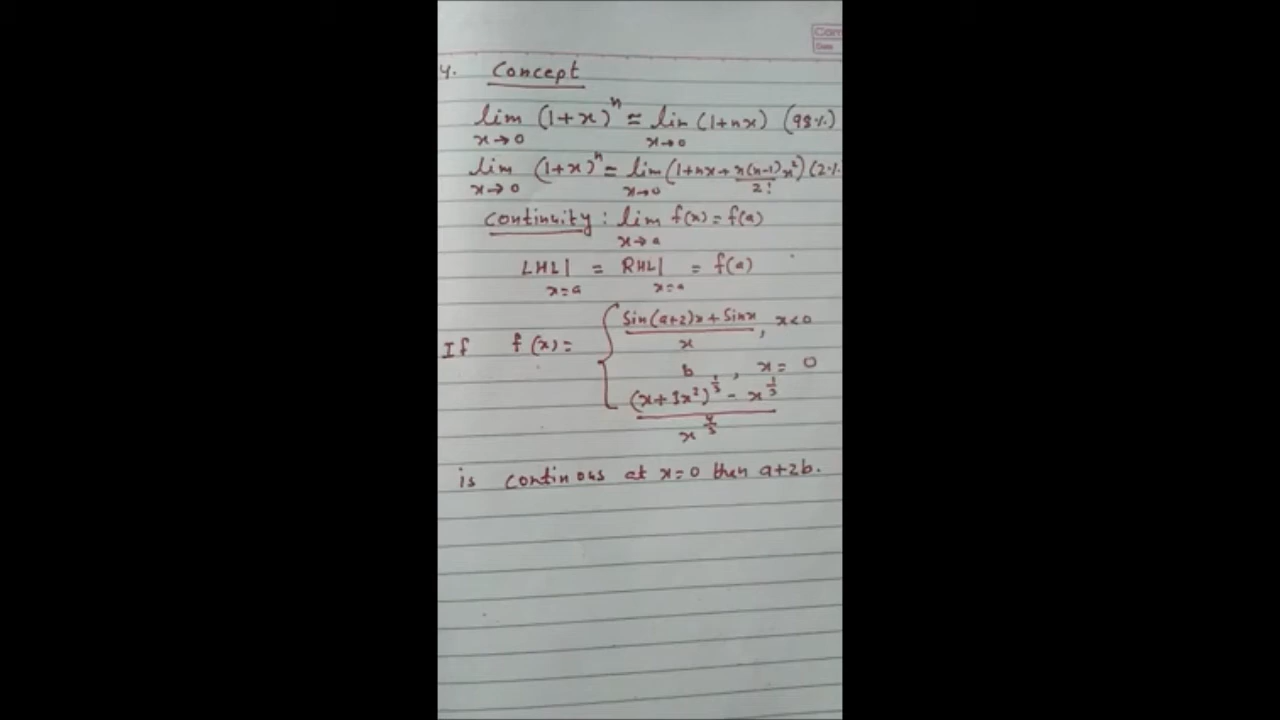 Com
Date
4. Concept
lim x→0 (1+x)^n ≈ lim x→0 (1+nx) (98%)
lim x→0 (1+x)^n = lim x→0 (1+nx+ n(n-1)x²/2!) (2%
Continuity : lim x→a f(x) = f(a)
LHL| x=a = RHL| x=a = f(a)
If f(x) = { (Sin(a+2)x + Sinx)/x , x<0
b , x = 0
((x+3x²)^(1/3) - x^(1/3))/x^(4/3)
is continous at x=0 then a+2b.